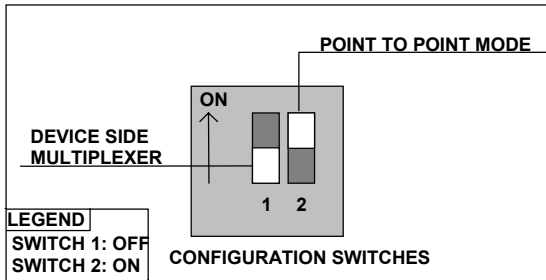 POINT TO POINT MODE
ON
DEVICE SIDE
MULTIPLEXER
1 2
LEGEND
SWITCH 1: OFF
SWITCH 2: ON
CONFIGURATION SWITCHES